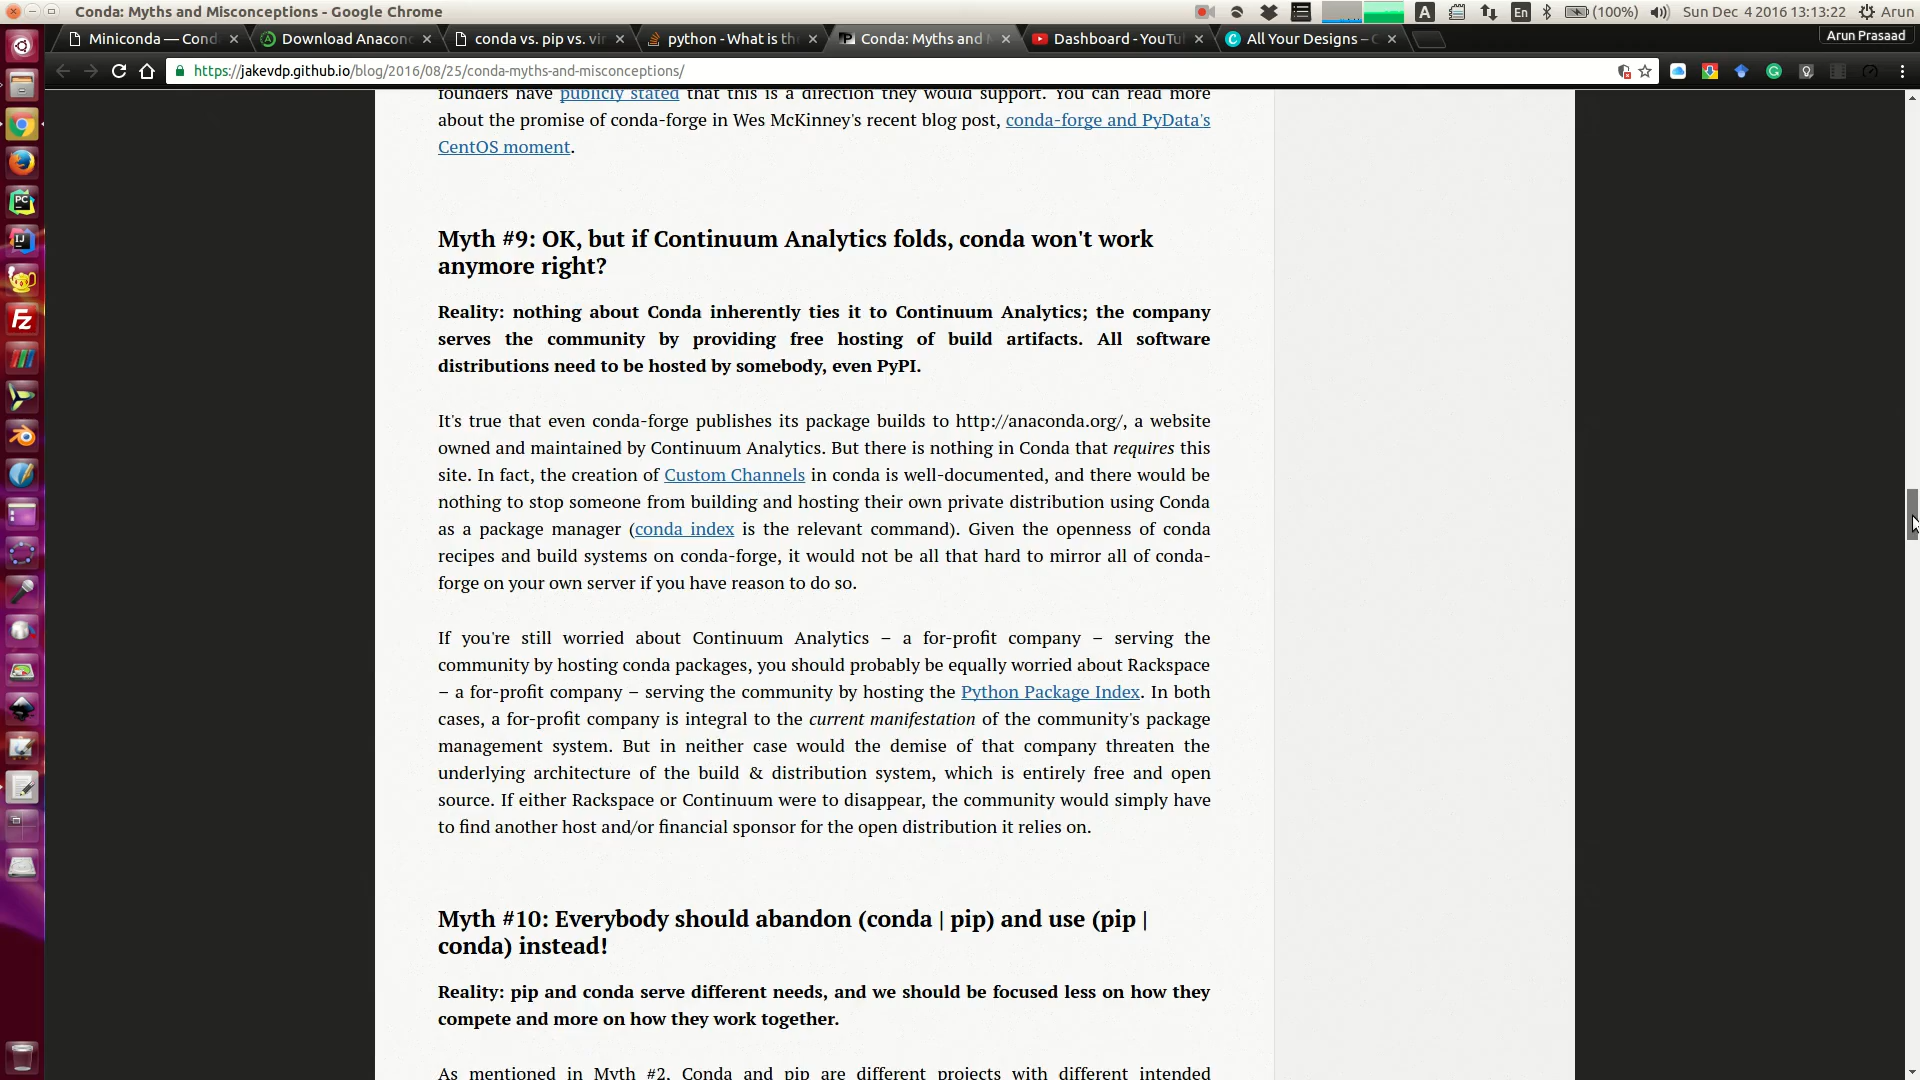 Conda: Myths and Misconceptions - Google Chrome
A
En
(100%)
Sun Dec 4 2016 13:13:22
Arun
Miniconda — Cond
Download Anacon
conda vs. pip vs. vir
python - What is the
Conda: Myths and M
Dashboard - YouTu
All Your Designs – C
Arun Prasaad
https://jakevdp.github.io/blog/2016/08/25/conda-myths-and-misconceptions/
founders have publicly stated that this is a direction they would support. You can read more
about the promise of conda-forge in Wes McKinney's recent blog post, conda-forge and PyData's
CentOS moment.
Myth #9: OK, but if Continuum Analytics folds, conda won't work
anymore right?
Reality: nothing about Conda inherently ties it to Continuum Analytics; the company
serves the community by providing free hosting of build artifacts. All software
distributions need to be hosted by somebody, even PyPI.
It's true that even conda-forge publishes its package builds to http://anaconda.org/, a website
owned and maintained by Continuum Analytics. But there is nothing in Conda that requires this
site. In fact, the creation of Custom Channels in conda is well-documented, and there would be
nothing to stop someone from building and hosting their own private distribution using Conda
as a package manager (conda index is the relevant command). Given the openness of conda
recipes and build systems on conda-forge, it would not be all that hard to mirror all of conda-
forge on your own server if you have reason to do so.
If you're still worried about Continuum Analytics – a for-profit company – serving the
community by hosting conda packages, you should probably be equally worried about Rackspace
– a for-profit company – serving the community by hosting the Python Package Index. In both
cases, a for-profit company is integral to the current manifestation of the community's package
management system. But in neither case would the demise of that company threaten the
underlying architecture of the build & distribution system, which is entirely free and open
source. If either Rackspace or Continuum were to disappear, the community would simply have
to find another host and/or financial sponsor for the open distribution it relies on.
Myth #10: Everybody should abandon (conda | pip) and use (pip |
conda) instead!
Reality: pip and conda serve different needs, and we should be focused less on how they
compete and more on how they work together.
As mentioned in Myth #2, Conda and pip are different projects with different intended
PC
IJ
Fz